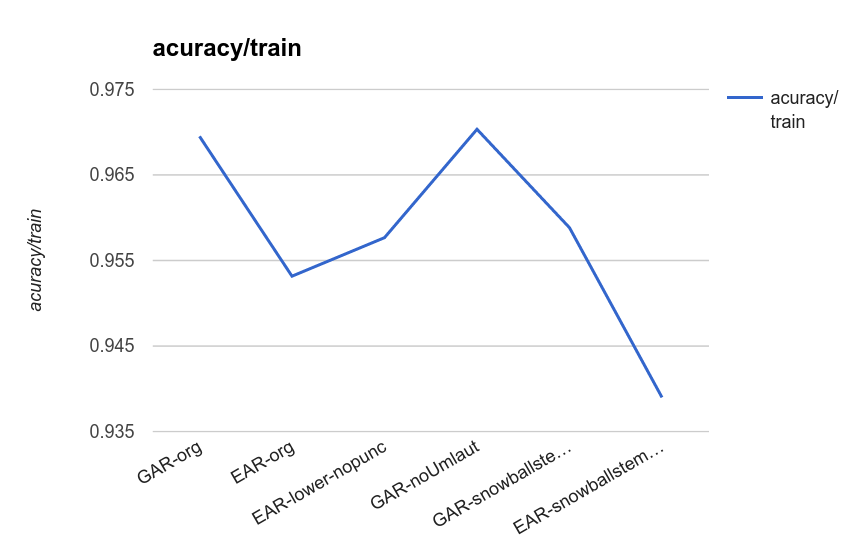 acuracy/train
0.975
0.965
0.955
0.945
0.935
acuracy/train
acuracy/
train
GAR-org
EAR-org
EAR-lower-nopunc
GAR-noUmlaut
GAR-snowballste…
EAR-snowballstem…